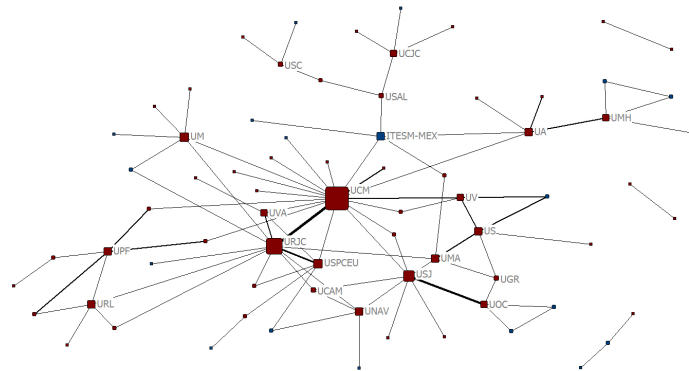 UCJC
USC
USAL
UMH
UA
UM
ITESM-MEX
UCM
UV
UVA
US
URJC
UPF
USPCEU
UMA
USJ
UGR
UCAM
URL
UOC
UNAV